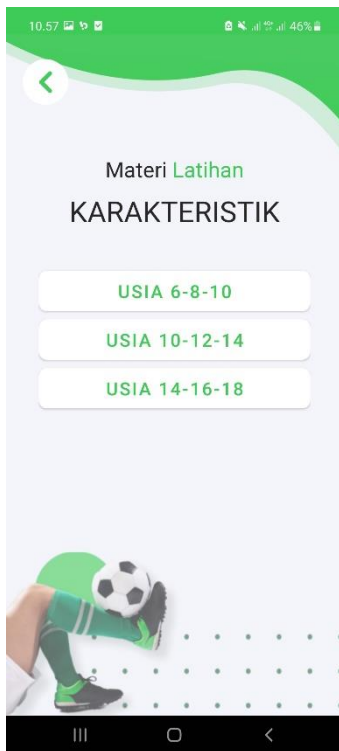 10.57
46%
Materi Latihan
KARAKTERISTIK
USIA 6-8-10
USIA 10-12-14
USIA 14-16-18